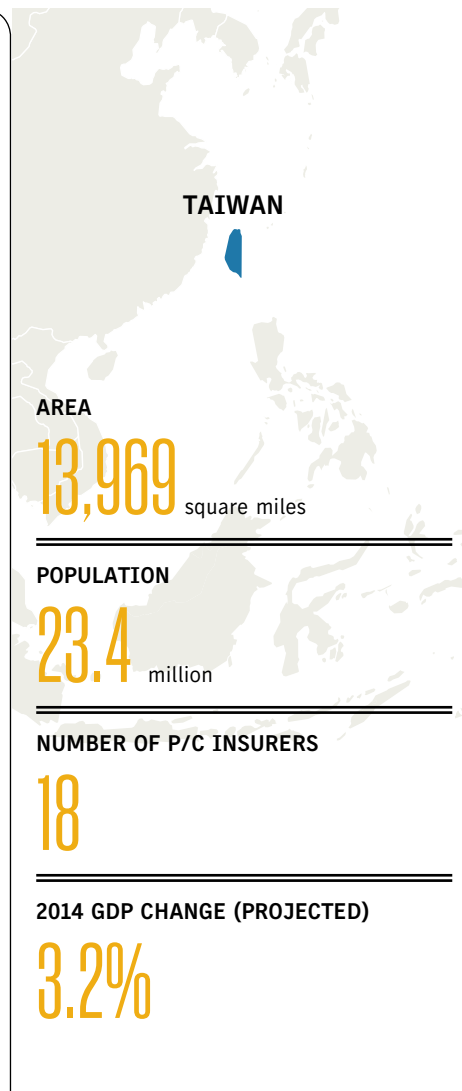 TAIWAN
AREA
13,969 square miles
POPULATION
23.4 million
NUMBER OF P/C INSURERS
18
2014 GDP CHANGE (PROJECTED)
3.2%